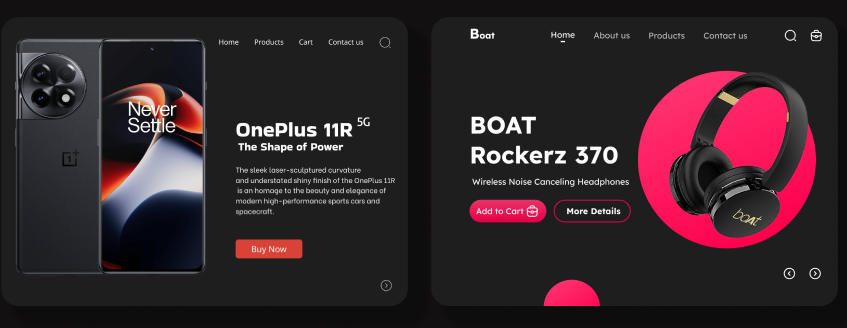 Home Products Cart Contact us
Never
Settle
OnePlus 11R 5G
The Shape of Power
The sleek laser-sculptured curvature
and understated shiny finish of the OnePlus 11R
is an homage to the beauty and elegance of
modern high-performance sports cars and
spacecraft.
Buy Now
Boat
Home About us Products Contact us
BOAT
Rockerz 370
Wireless Noise Canceling Headphones
Add to Cart More Details
boAt